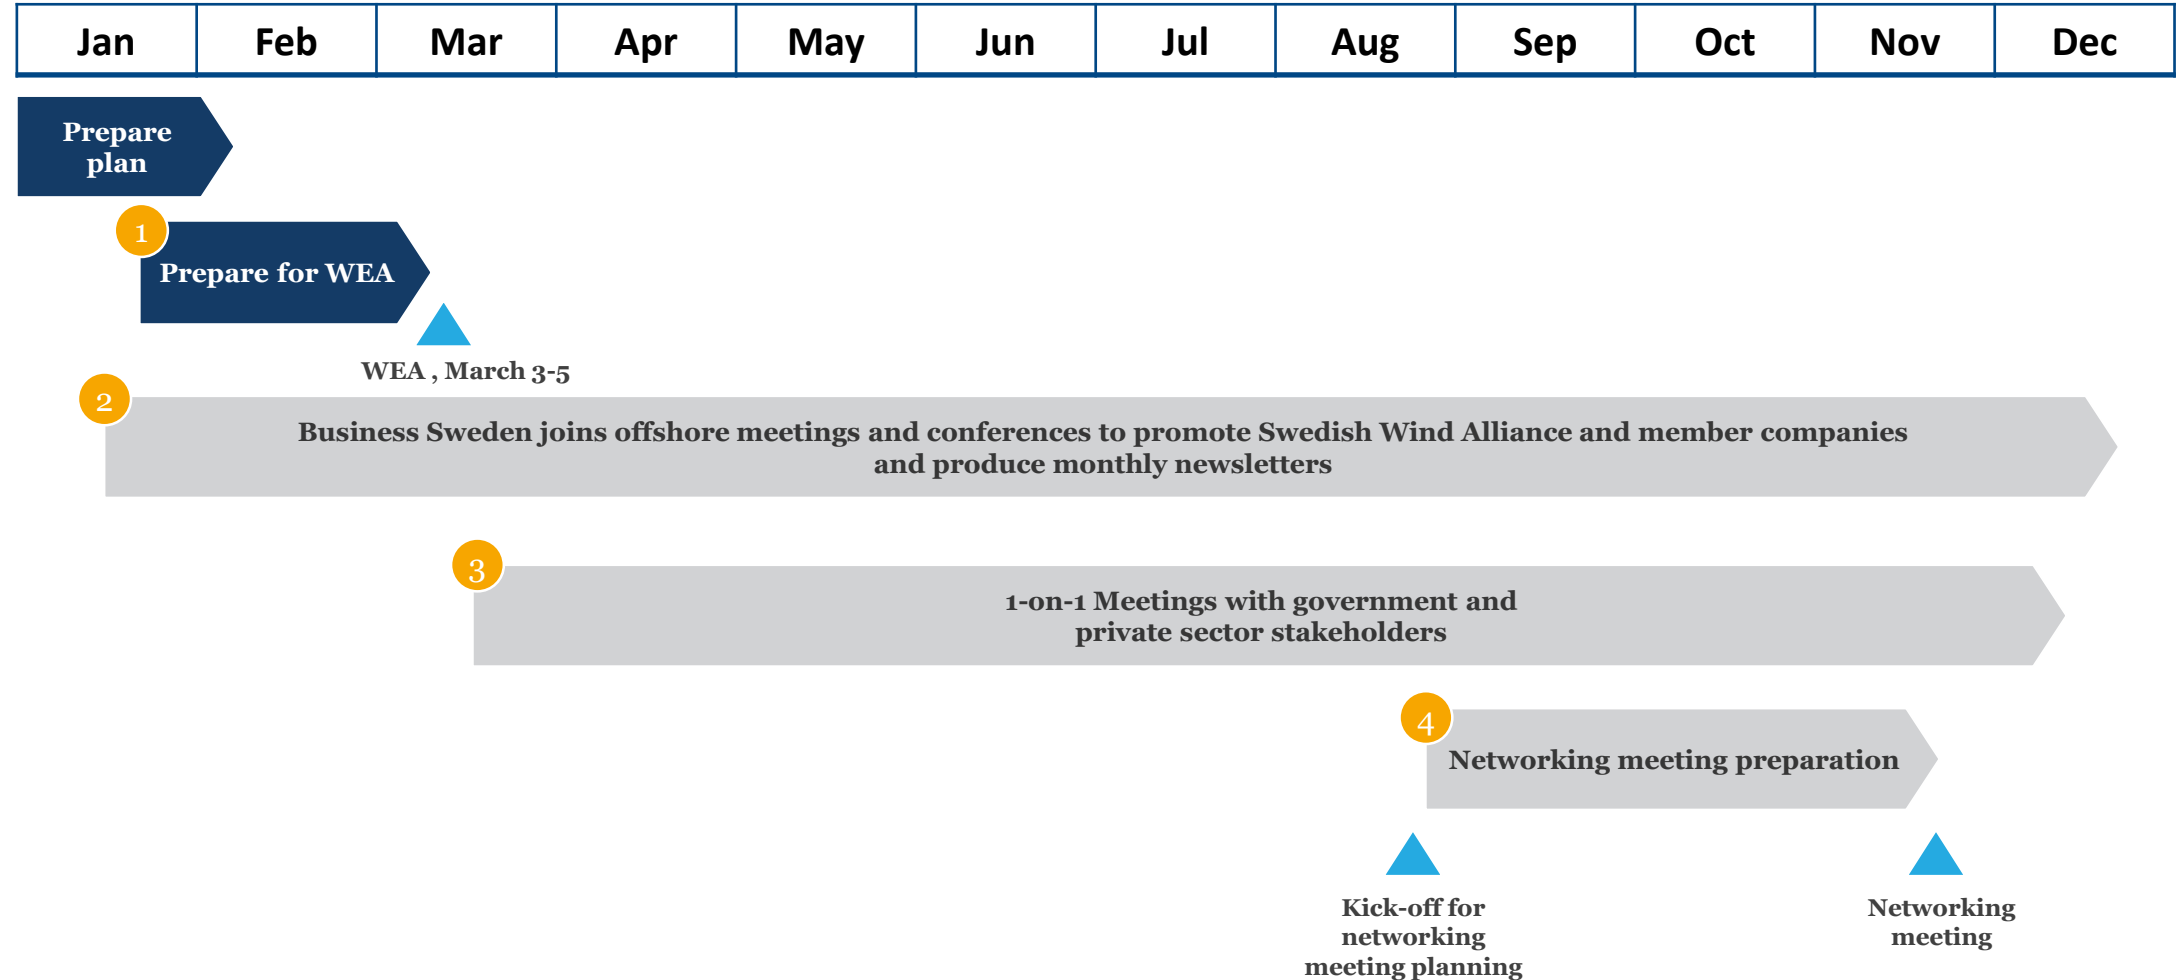 Jan Feb Mar Apr May Jun Jul Aug Sep Oct Nov Dec
Prepare
plan
1
Prepare for WEA
WEA , March 3-5
2
Business Sweden joins offshore meetings and conferences to promote Swedish Wind Alliance and member companies
and produce monthly newsletters
3
1-on-1 Meetings with government and
private sector stakeholders
4
Networking meeting preparation
Kick-off for
networking
meeting planning
Networking
meeting